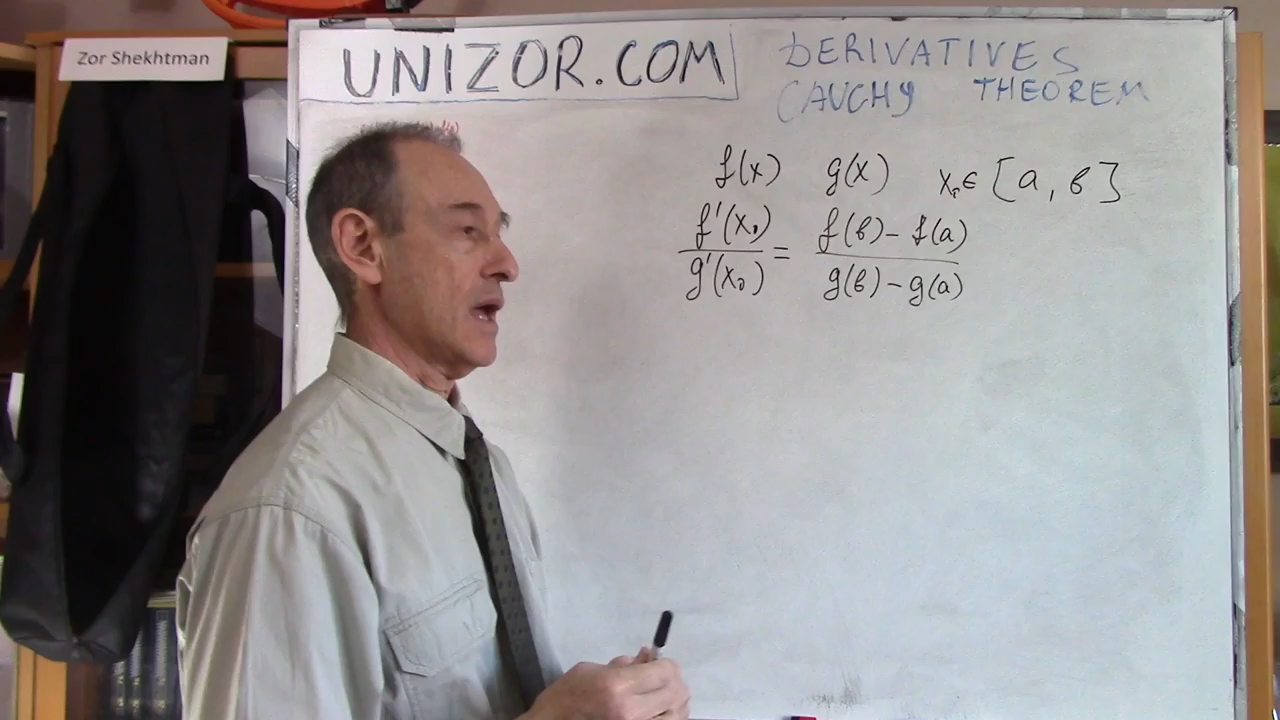 Zor Shekhtman
UNIZOR.COM
DERIVATIVES
CAUCHY THEOREM
f(x) g(x) x₀∈[a, в]
f'(x₀)/g'(x₀) = (f(в)-f(a))/(g(в)-g(a))